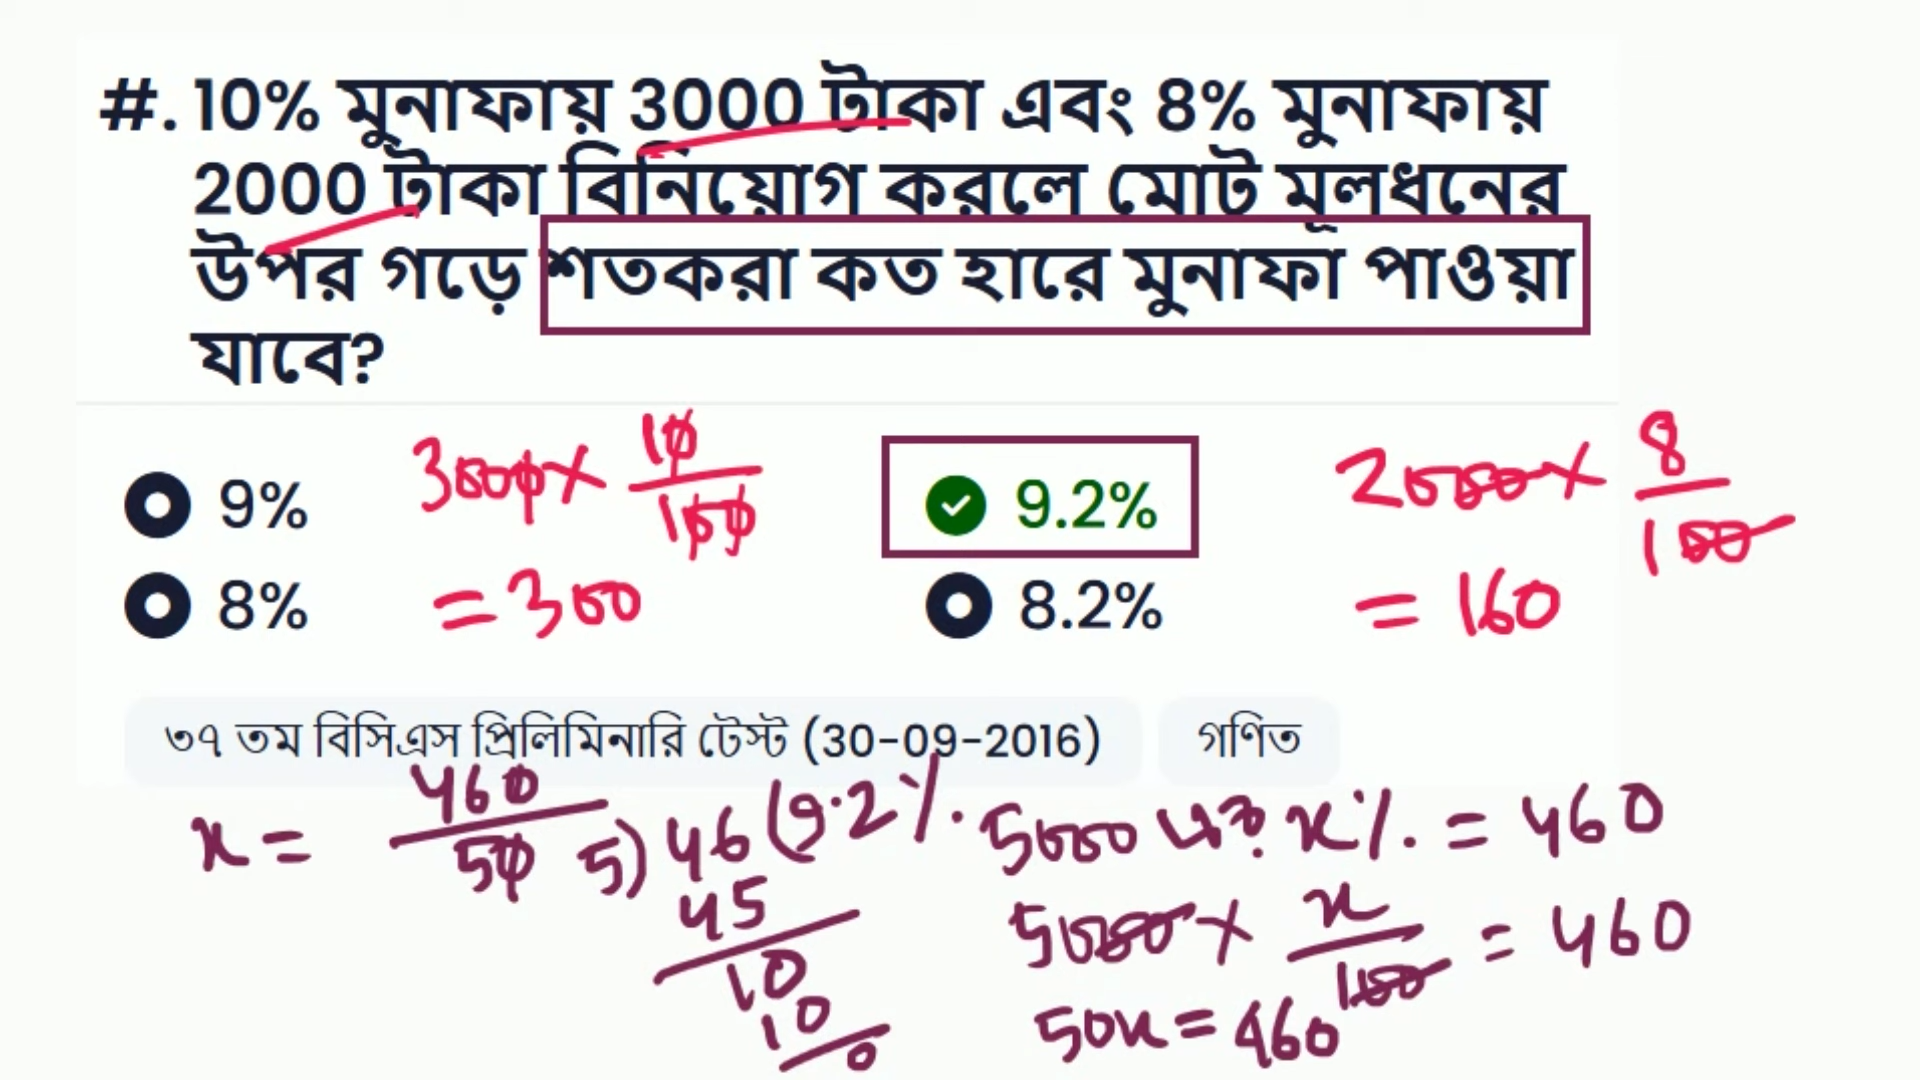 #. 10% মুনাফায় 3000 টাকা এবং 8% মুনাফায়
2000 টাকা বিনিয়োগ করলে মোট মূলধনের
উপর গড়ে শতকরা কত হারে মুনাফা পাওয়া
যাবে?
9%
3000 × 10/100
= 300
9.2%
2000 × 8/100
= 160
8%
8.2%
৩৭ তম বিসিএস প্রিলিমিনারি টেস্ট (30-09-2016)
গণিত
x = 460/50
5) 46 (9.2%.
45
10
10
0
5000 এর x%. = 460
5000 × x/100 = 460
50x = 460